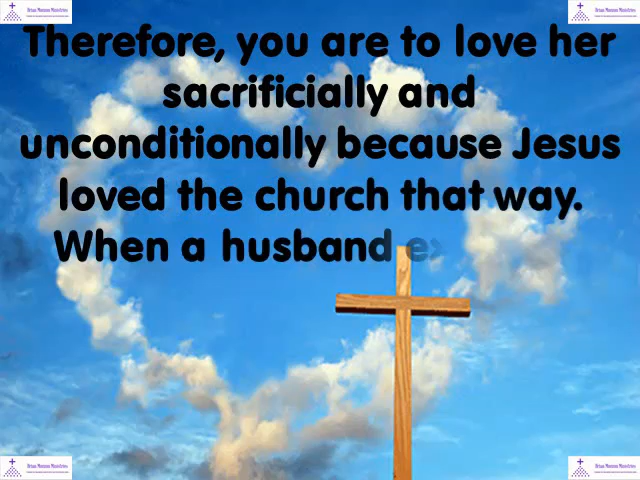 Therefore, you are to love her
sacrificially and
unconditionally because Jesus
loved the church that way.
When a husband